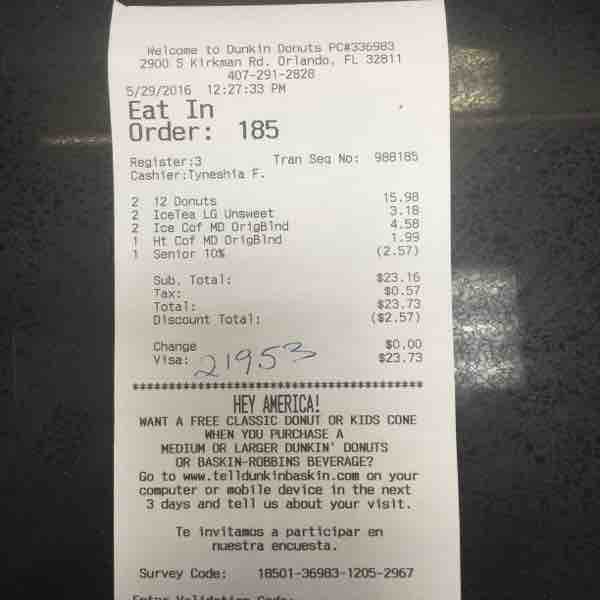 Welcome to Dunkin Donuts PC#336983
2900 S Kirkman Rd. Orlando, FL 32811
407-291-2828
5/29/2016 12:27:33 PM
Eat In
Order: 185
Register:3 Tran Seq No: 988185
Cashier:Tyneshia F.
2 12 Donuts 15.98
2 IceTea LG Unsweet 3.18
2 Ice Cof MD OrigBlnd 4.58
1 Ht Cof MD OrigBlnd 1.99
1 Senior 10% (2.57)
Sub. Total: $23.16
Tax: $0.57
Total: $23.73
Discount Total: ($2.57)
Change $0.00
Visa: 21953 $23.73
****************************************
HEY AMERICA!
WANT A FREE CLASSIC DONUT OR KIDS CONE
WHEN YOU PURCHASE A
MEDIUM OR LARGER DUNKIN' DONUTS
OR BASKIN-ROBBINS BEVERAGE?
Go to www.telldunkinbaskin.com on your
computer or mobile device in the next
3 days and tell us about your visit.
Te invitamos a participar en
nuestra encuesta.
Survey Code: 18501-36983-1205-2967
Enter Validation Code: